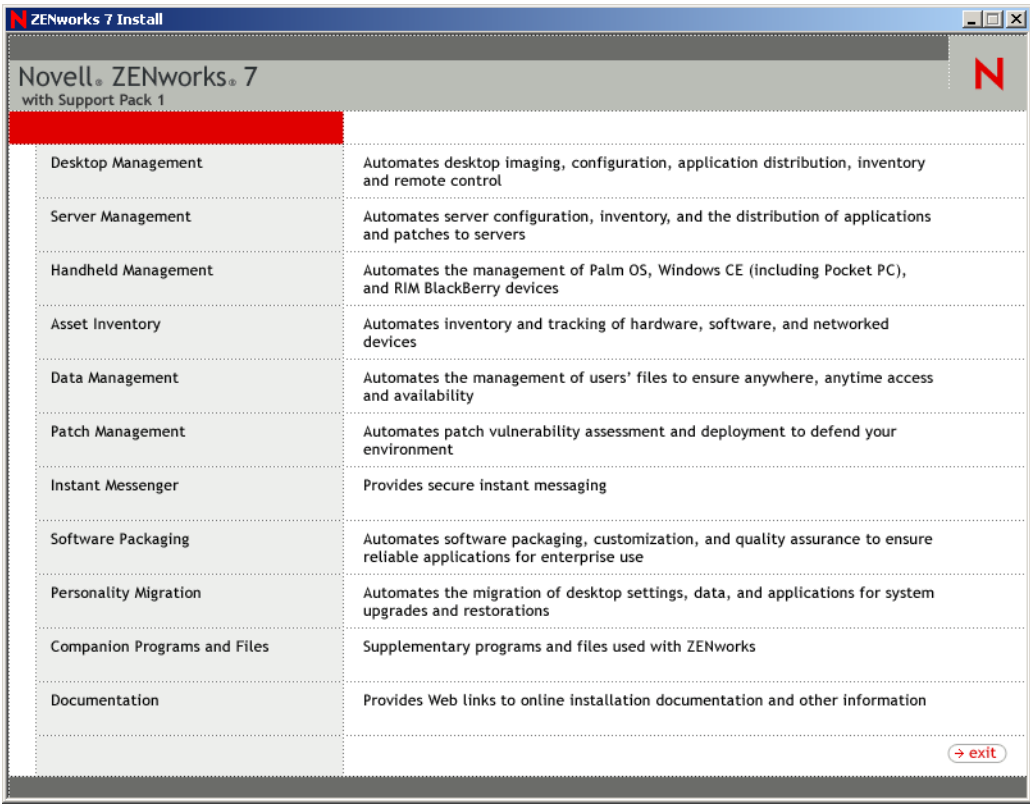 ZENworks 7 Install
Novell® ZENworks® 7
with Support Pack 1
N
Desktop Management
Automates desktop imaging, configuration, application distribution, inventory
and remote control
Server Management
Automates server configuration, inventory, and the distribution of applications
and patches to servers
Handheld Management
Automates the management of Palm OS, Windows CE (including Pocket PC),
and RIM BlackBerry devices
Asset Inventory
Automates inventory and tracking of hardware, software, and networked
devices
Data Management
Automates the management of users’ files to ensure anywhere, anytime access
and availability
Patch Management
Automates patch vulnerability assessment and deployment to defend your
environment
Instant Messenger
Provides secure instant messaging
Software Packaging
Automates software packaging, customization, and quality assurance to ensure
reliable applications for enterprise use
Personality Migration
Automates the migration of desktop settings, data, and applications for system
upgrades and restorations
Companion Programs and Files
Supplementary programs and files used with ZENworks
Documentation
Provides Web links to online installation documentation and other information
exit